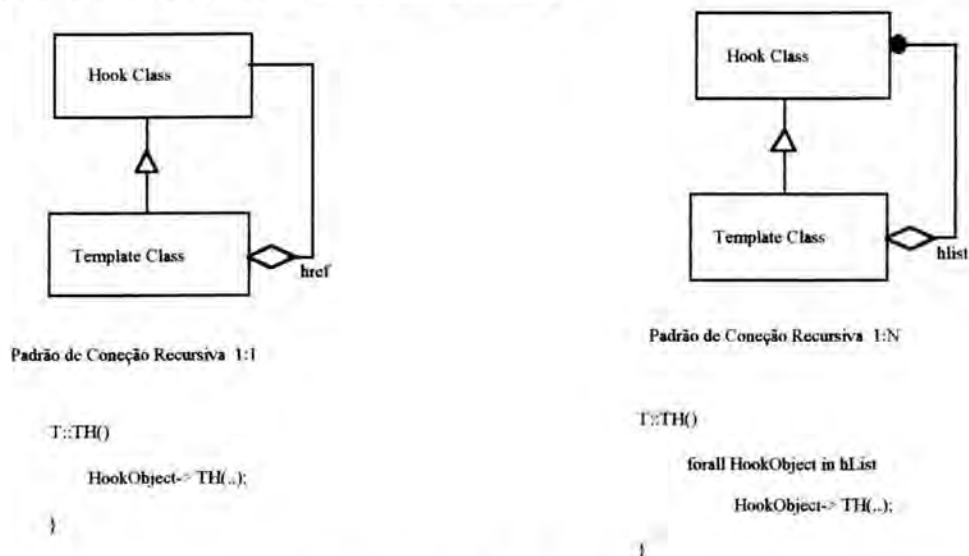 Hook Class
Template Class
href
Padrão de Coneção Recursiva 1:1
T::TH()
HookObject-> TH(..);
}
Hook Class
Template Class
hlist
Padrão de Coneção Recursiva 1:N
T::TH()
forall HookObject in hList
HookObject-> TH(..);
}